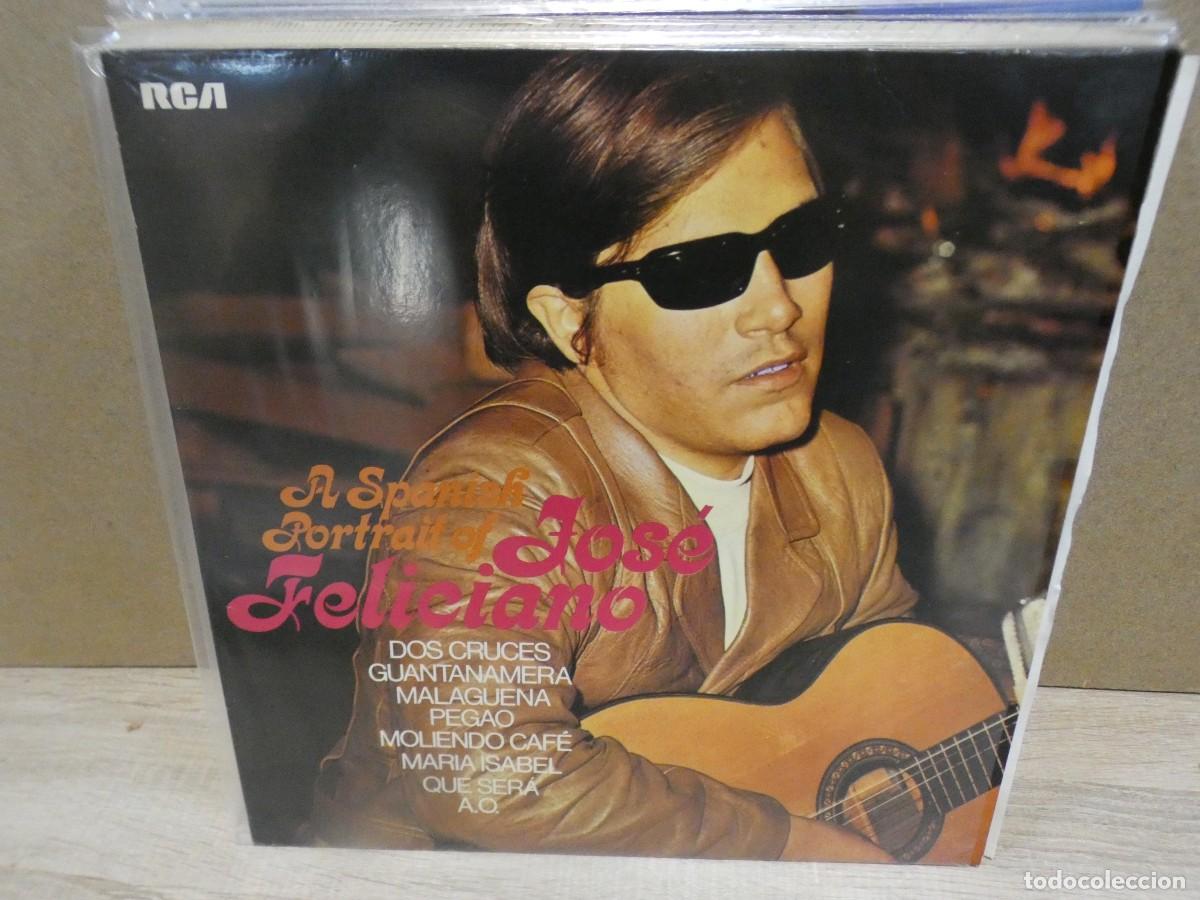 RCA
A Spanish
Portrait of José
Feliciano
DOS CRUCES
GUANTANAMERA
MALAGUENA
PEGAO
MOLIENDO CAFÉ
MARIA ISABEL
QUE SERÁ
A.O.
todocoleccion